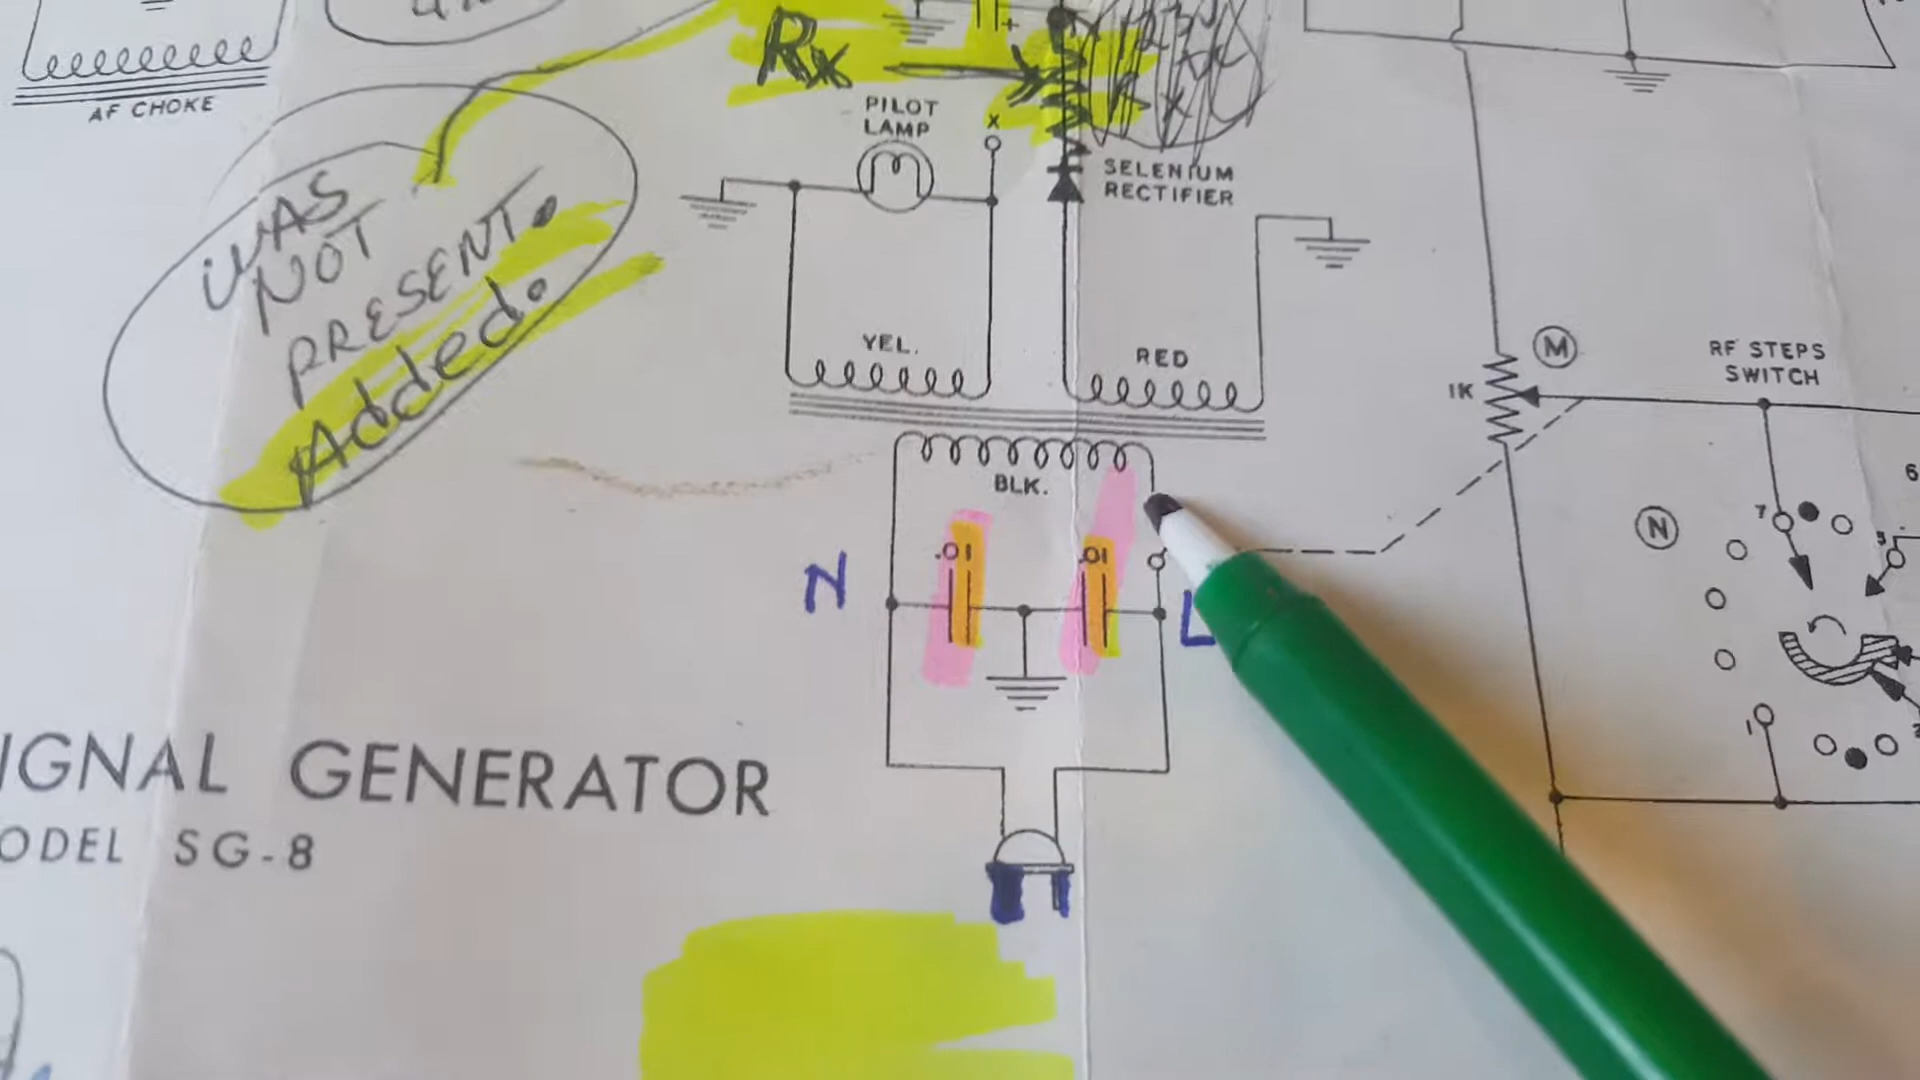 AF CHOKE
Rx
PILOT
LAMP
X
SELENIUM
RECTIFIER
WAS
NOT
PRESENT.
Added.
YEL.
RED
BLK.
1K
M
RF STEPS
SWITCH
N
.01
.01
N
L
7
6
5
1
IGNAL GENERATOR
ODEL SG-8